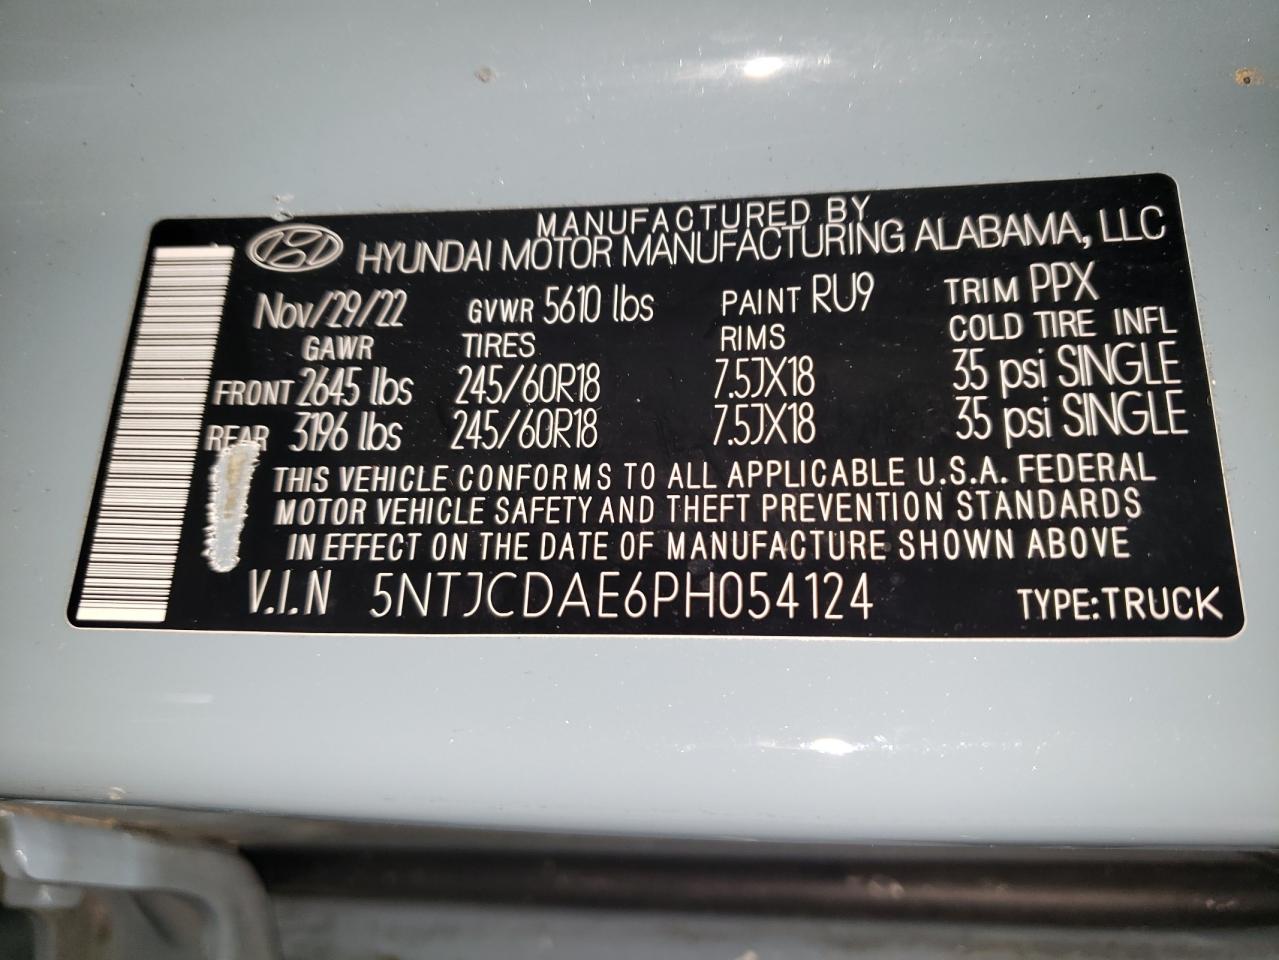 MANUFACTURED BY
HYUNDAI MOTOR MANUFACTURING ALABAMA, LLC
Nov/29/22 GVWR 5610 lbs PAINT RU9 TRIM PPX
GAWR TIRES RIMS COLD TIRE INFL
FRONT 2645 lbs 245/60R18 7.5JX18 35 psi SINGLE
REAR 3196 lbs 245/60R18 7.5JX18 35 psi SINGLE
THIS VEHICLE CONFORMS TO ALL APPLICABLE U.S.A. FEDERAL
MOTOR VEHICLE SAFETY AND THEFT PREVENTION STANDARDS
IN EFFECT ON THE DATE OF MANUFACTURE SHOWN ABOVE
V.I.N 5NTJCDAE6PH054124 TYPE:TRUCK